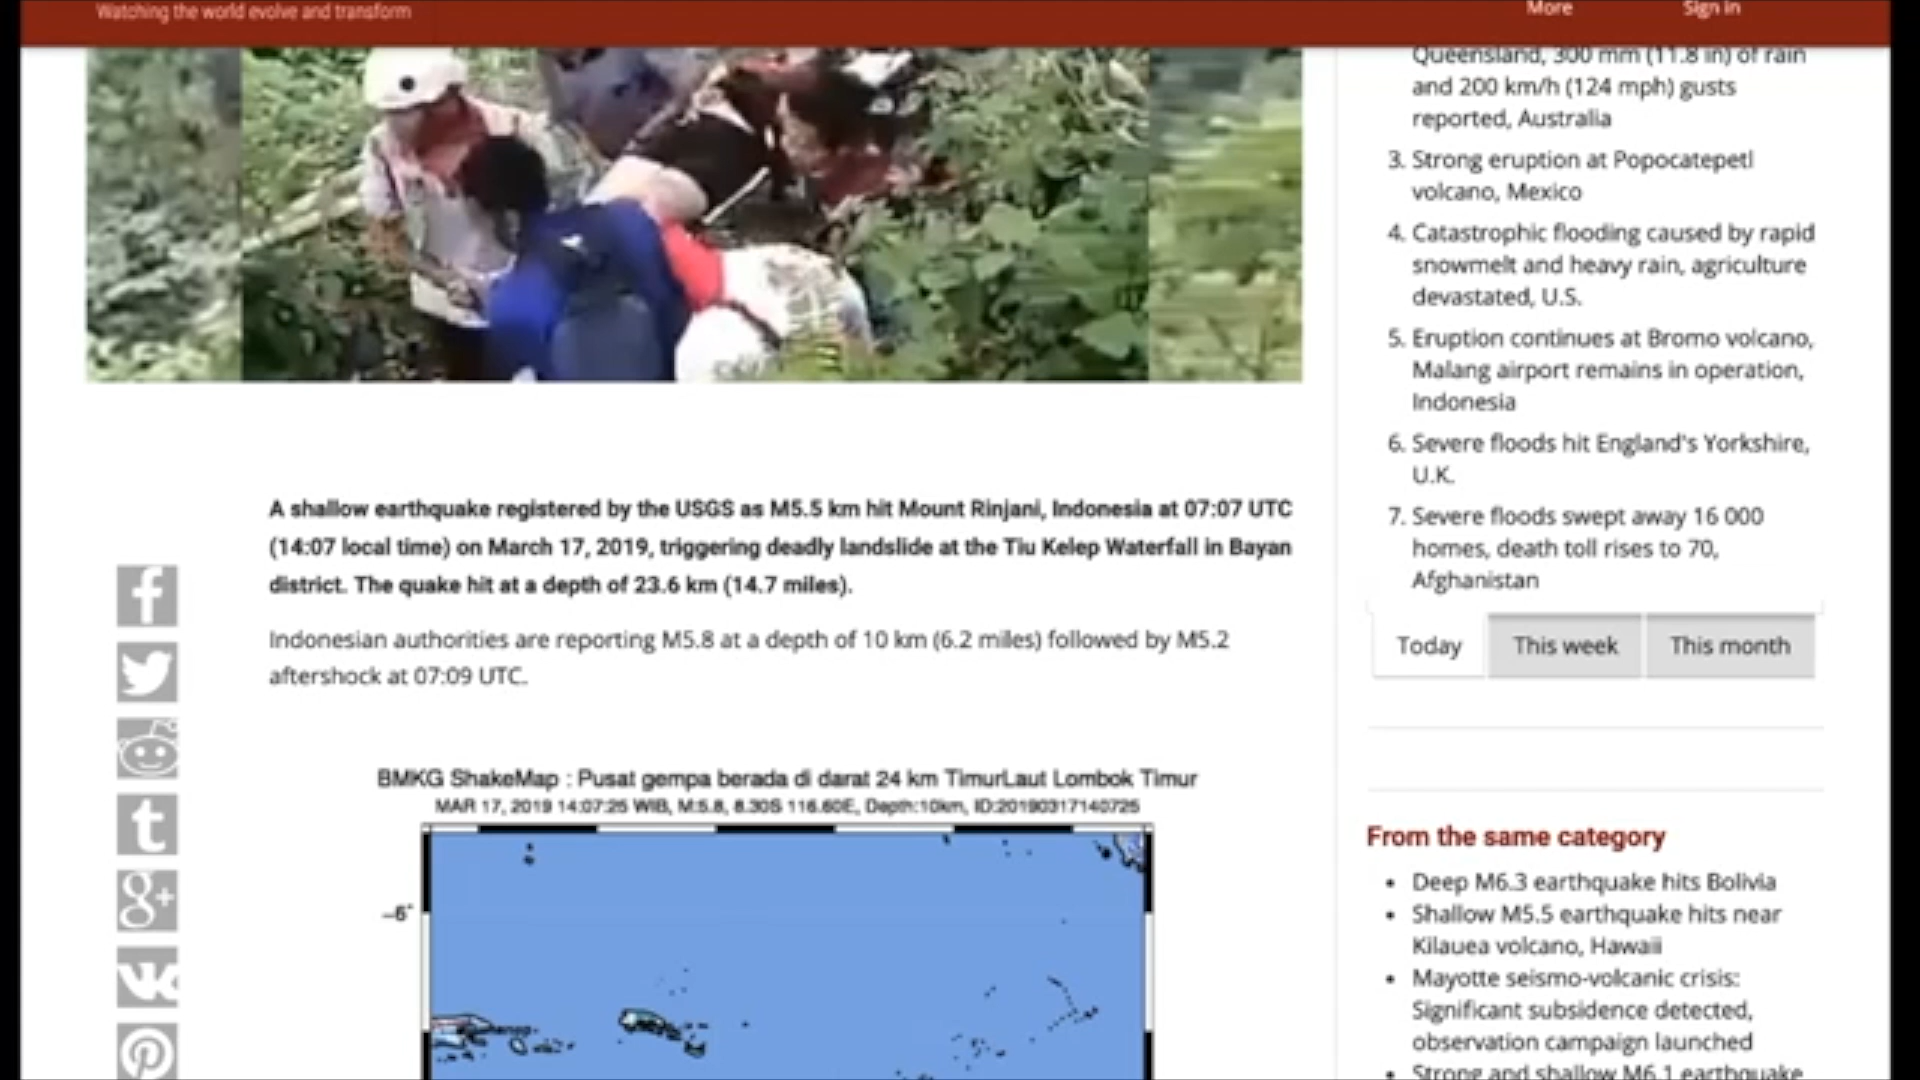 Watching the world evolve and transform
More
Sign in
A shallow earthquake registered by the USGS as M5.5 km hit Mount Rinjani, Indonesia at 07:07 UTC
(14:07 local time) on March 17, 2019, triggering deadly landslide at the Tiu Kelep Waterfall in Bayan
district. The quake hit at a depth of 23.6 km (14.7 miles).
Indonesian authorities are reporting M5.8 at a depth of 10 km (6.2 miles) followed by M5.2
aftershock at 07:09 UTC.
BMKG ShakeMap : Pusat gempa berada di darat 24 km TimurLaut Lombok Timur
MAR 17, 2019 14:07:25 WIB, M:5.8, 8.30S 116.60E, Depth:10km, ID:20190317140725
-6°
Queensland, 300 mm (11.8 in) of rain
and 200 km/h (124 mph) gusts
reported, Australia
3. Strong eruption at Popocatepetl
volcano, Mexico
4. Catastrophic flooding caused by rapid
snowmelt and heavy rain, agriculture
devastated, U.S.
5. Eruption continues at Bromo volcano,
Malang airport remains in operation,
Indonesia
6. Severe floods hit England's Yorkshire,
U.K.
7. Severe floods swept away 16 000
homes, death toll rises to 70,
Afghanistan
Today
This week
This month
From the same category
• Deep M6.3 earthquake hits Bolivia
• Shallow M5.5 earthquake hits near
Kilauea volcano, Hawaii
• Mayotte seismo-volcanic crisis:
Significant subsidence detected,
observation campaign launched
• Strong and shallow M6.1 earthquake